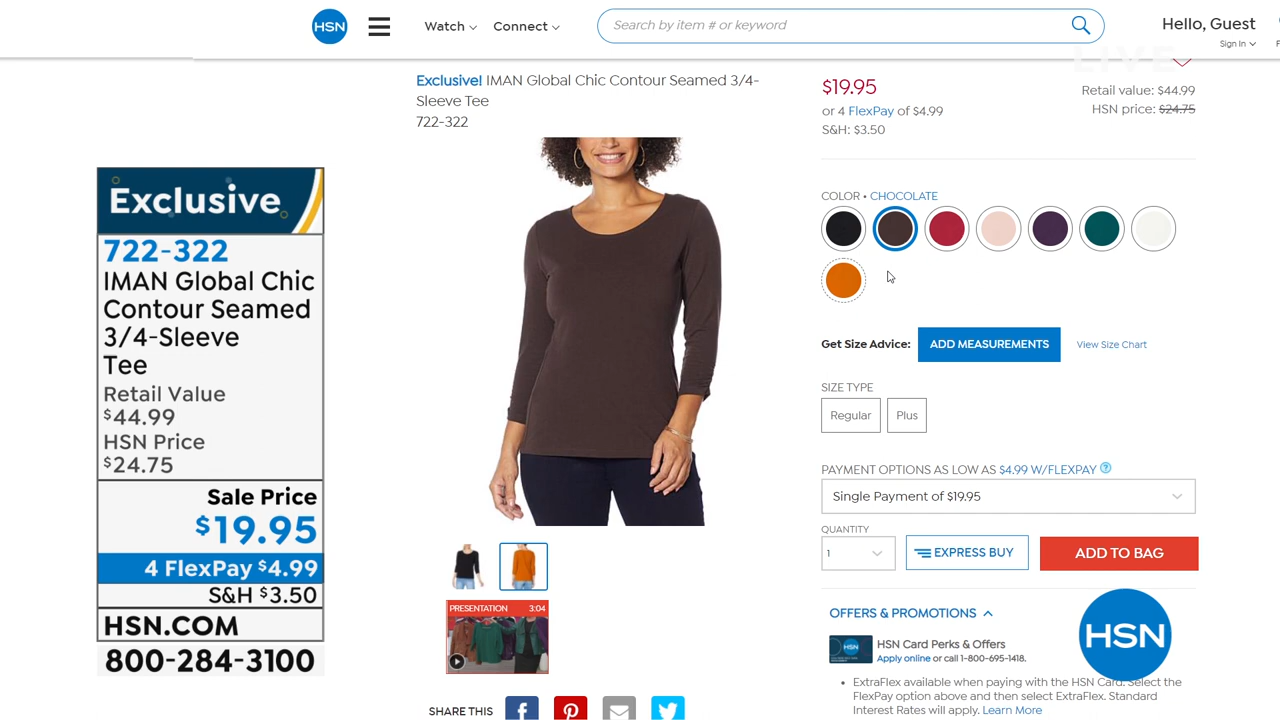 HSN
Watch
Connect
Search by item # or keyword
Hello, Guest
Sign In
LIVE
Exclusive! IMAN Global Chic Contour Seamed 3/4-
Sleeve Tee
722-322
$19.95
or 4 FlexPay of $4.99
S&H: $3.50
Retail value: $44.99
HSN price: $24.75
Exclusive
722-322
IMAN Global Chic
Contour Seamed
3/4-Sleeve
Tee
Retail Value
$44.99
HSN Price
$24.75
Sale Price
$19.95
4 FlexPay $4.99
S&H $3.50
HSN.COM
800-284-3100
COLOR • CHOCOLATE
Get Size Advice:
ADD MEASUREMENTS
View Size Chart
SIZE TYPE
Regular
Plus
PAYMENT OPTIONS AS LOW AS $4.99 W/FLEXPAY ?
Single Payment of $19.95
QUANTITY
1
EXPRESS BUY
ADD TO BAG
PRESENTATION 3:04
OFFERS & PROMOTIONS
HSN
HSN Card Perks & Offers
Apply online or call 1-800-695-1418.
HSN
• ExtraFlex available when paying with the HSN Card. Select the
FlexPay option above and then select ExtraFlex. Standard
Interest Rates will apply. Learn More
SHARE THIS